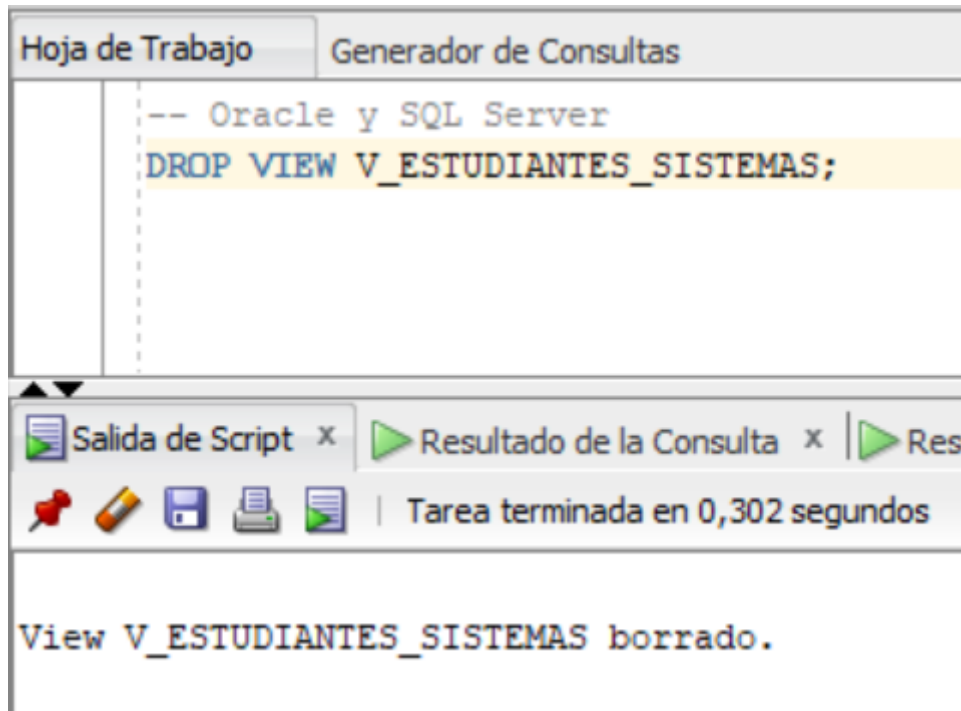 Hoja de Trabajo Generador de Consultas
-- Oracle y SQL Server
DROP VIEW V_ESTUDIANTES_SISTEMAS;
Salida de Script x Resultado de la Consulta x Res
Tarea terminada en 0,302 segundos
View V_ESTUDIANTES_SISTEMAS borrado.